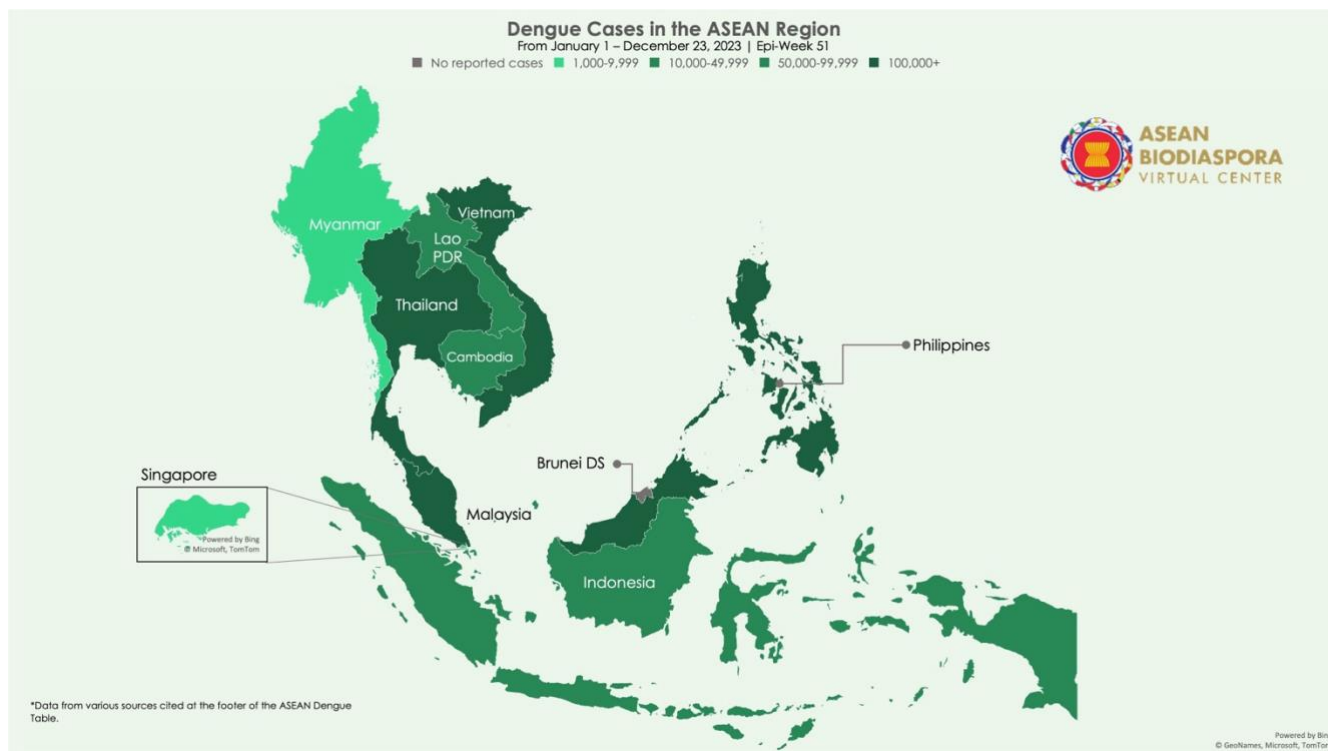 Dengue Cases in the ASEAN Region
From January 1 – December 23, 2023 | Epi-Week 51
No reported cases 1,000-9,999 10,000-49,999 50,000-99,999 100,000+
ASEAN
BIODIASPORA
VIRTUAL CENTER
Vietnam
Myanmar
Lao
PDR
Thailand
Cambodia
Philippines
Brunei DS
Singapore
Powered by Bing
© Microsoft, TomTom
Malaysia
Indonesia
*Data from various sources cited at the footer of the ASEAN Dengue
Table.
Powered by Bin
© GeoNames, Microsoft, TomTom